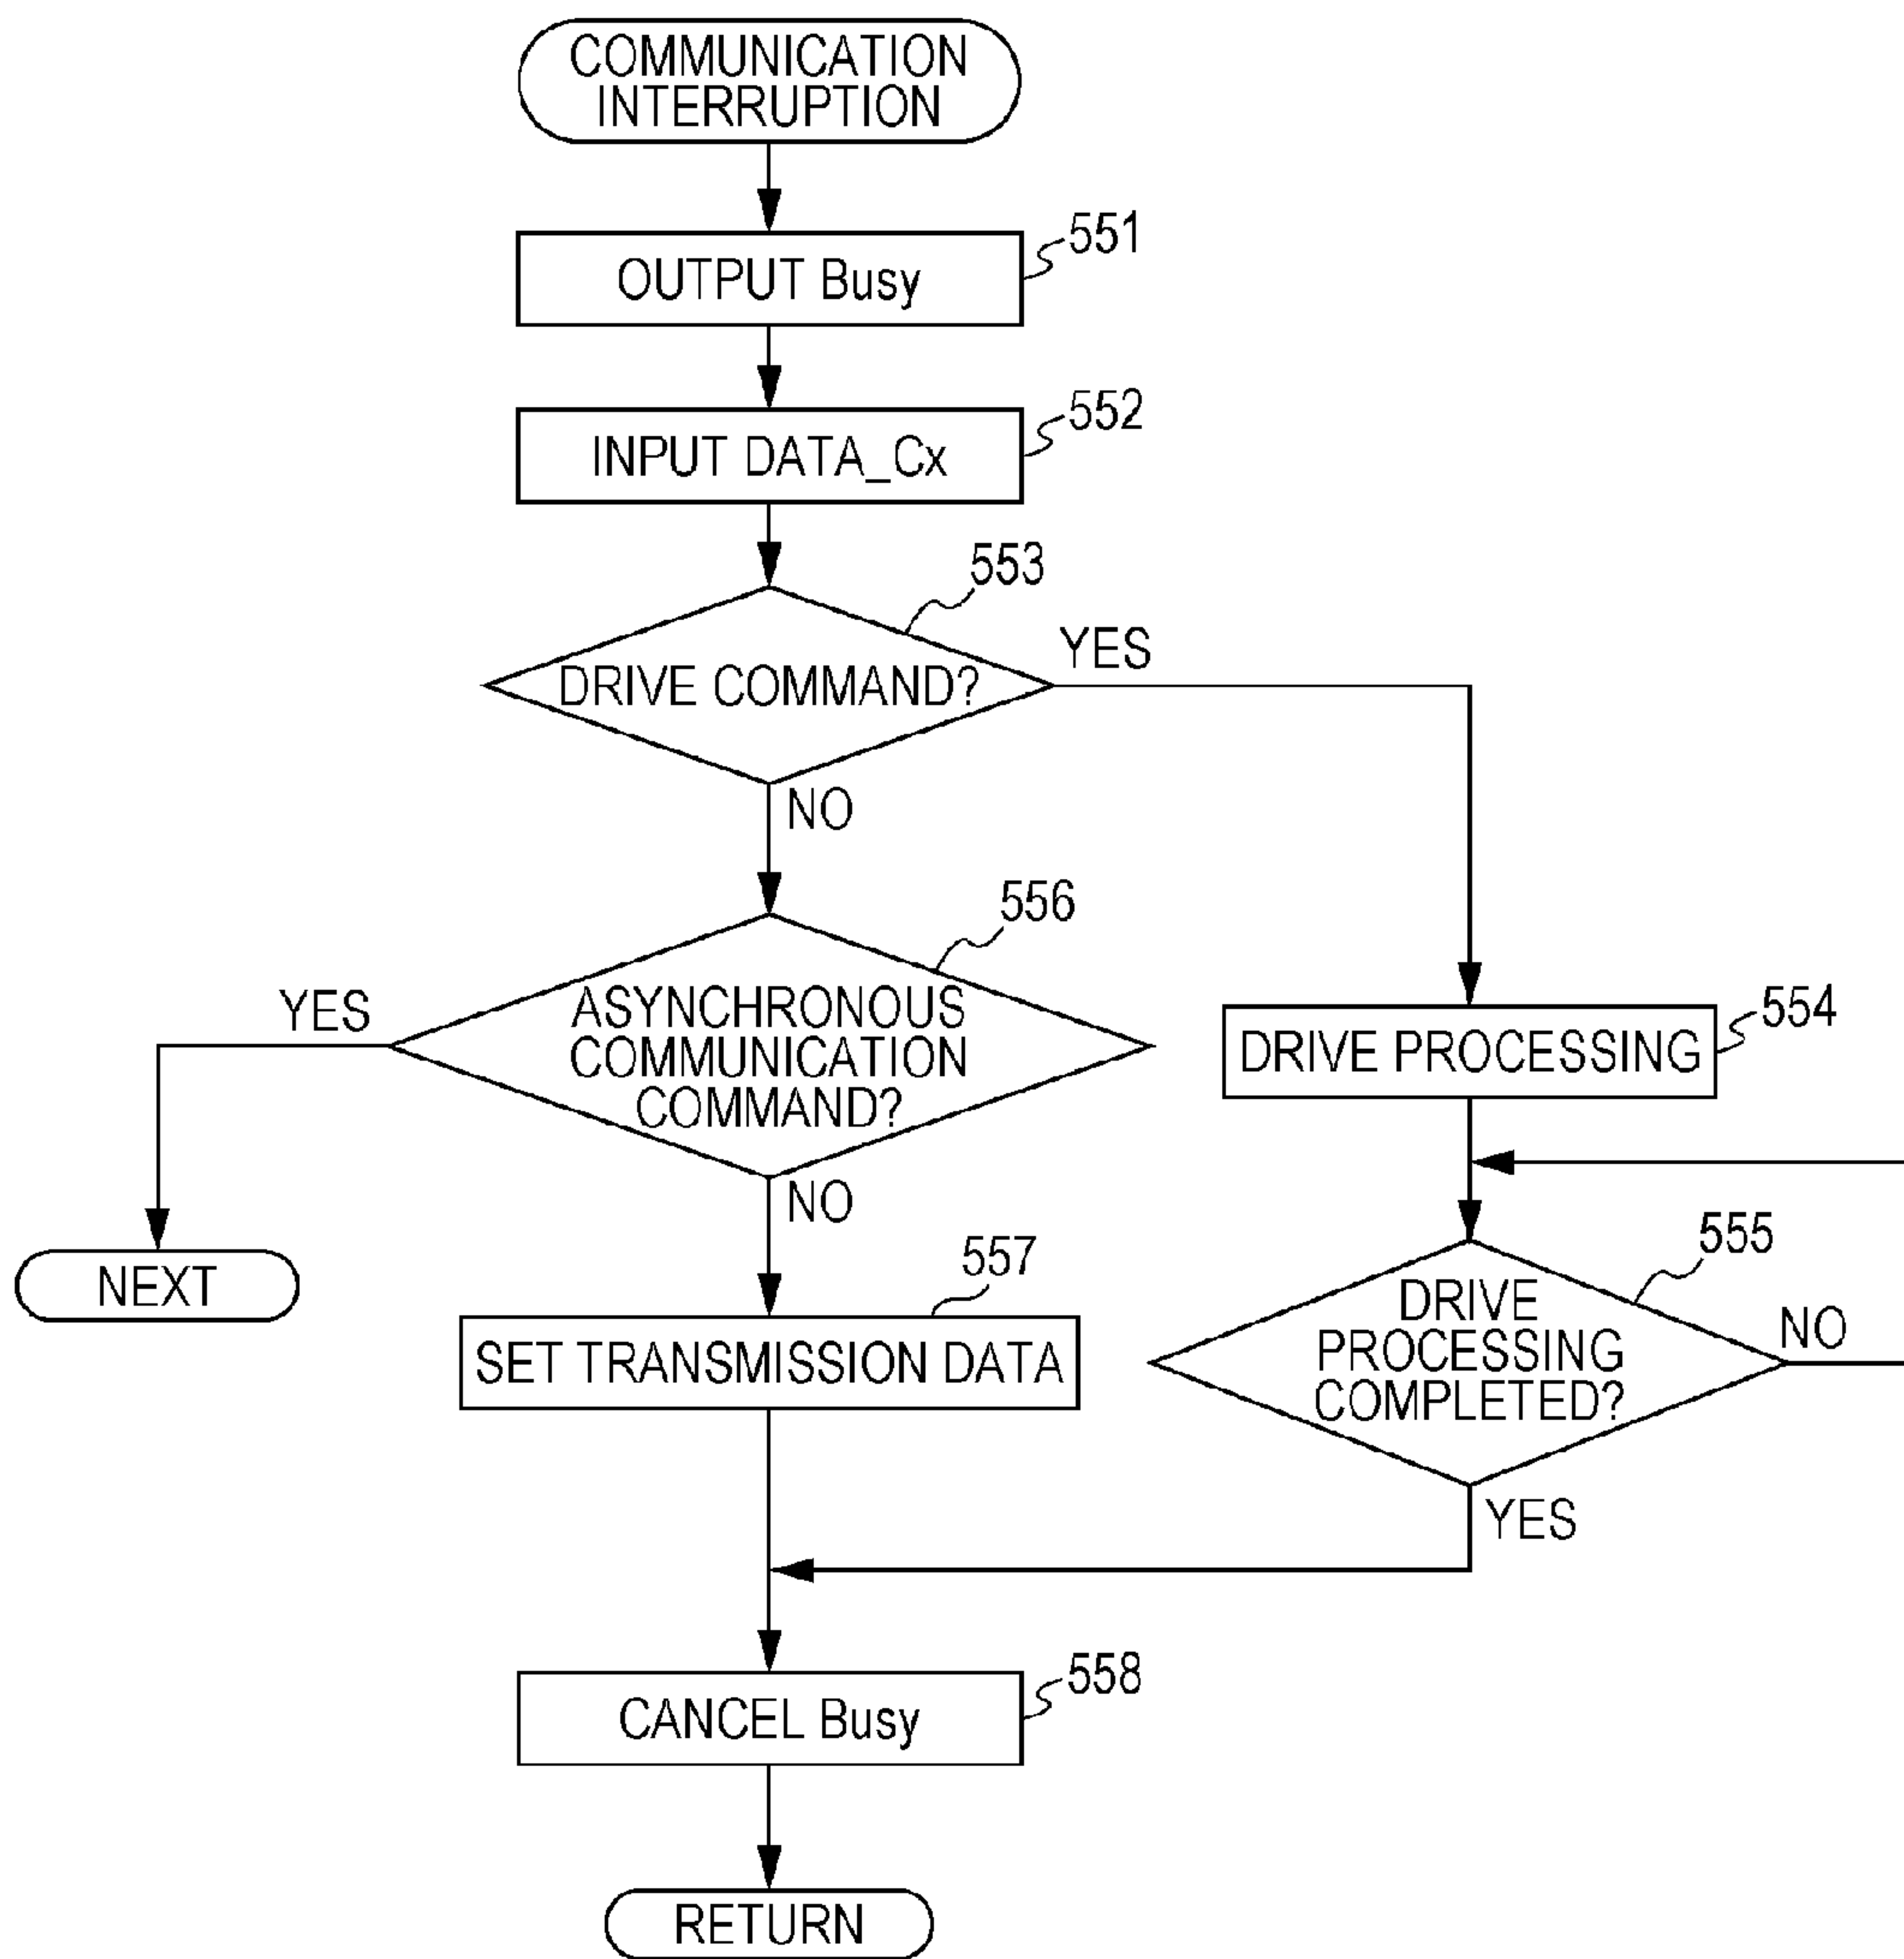 COMMUNICATION
INTERRUPTION
551
OUTPUT Busy
552
INPUT DATA_Cx
553
DRIVE COMMAND?
YES
NO
556
YES
ASYNCHRONOUS
COMMUNICATION
COMMAND?
554
DRIVE PROCESSING
NO
NEXT
557
SET TRANSMISSION DATA
555
DRIVE
PROCESSING
COMPLETED?
NO
YES
558
CANCEL Busy
RETURN